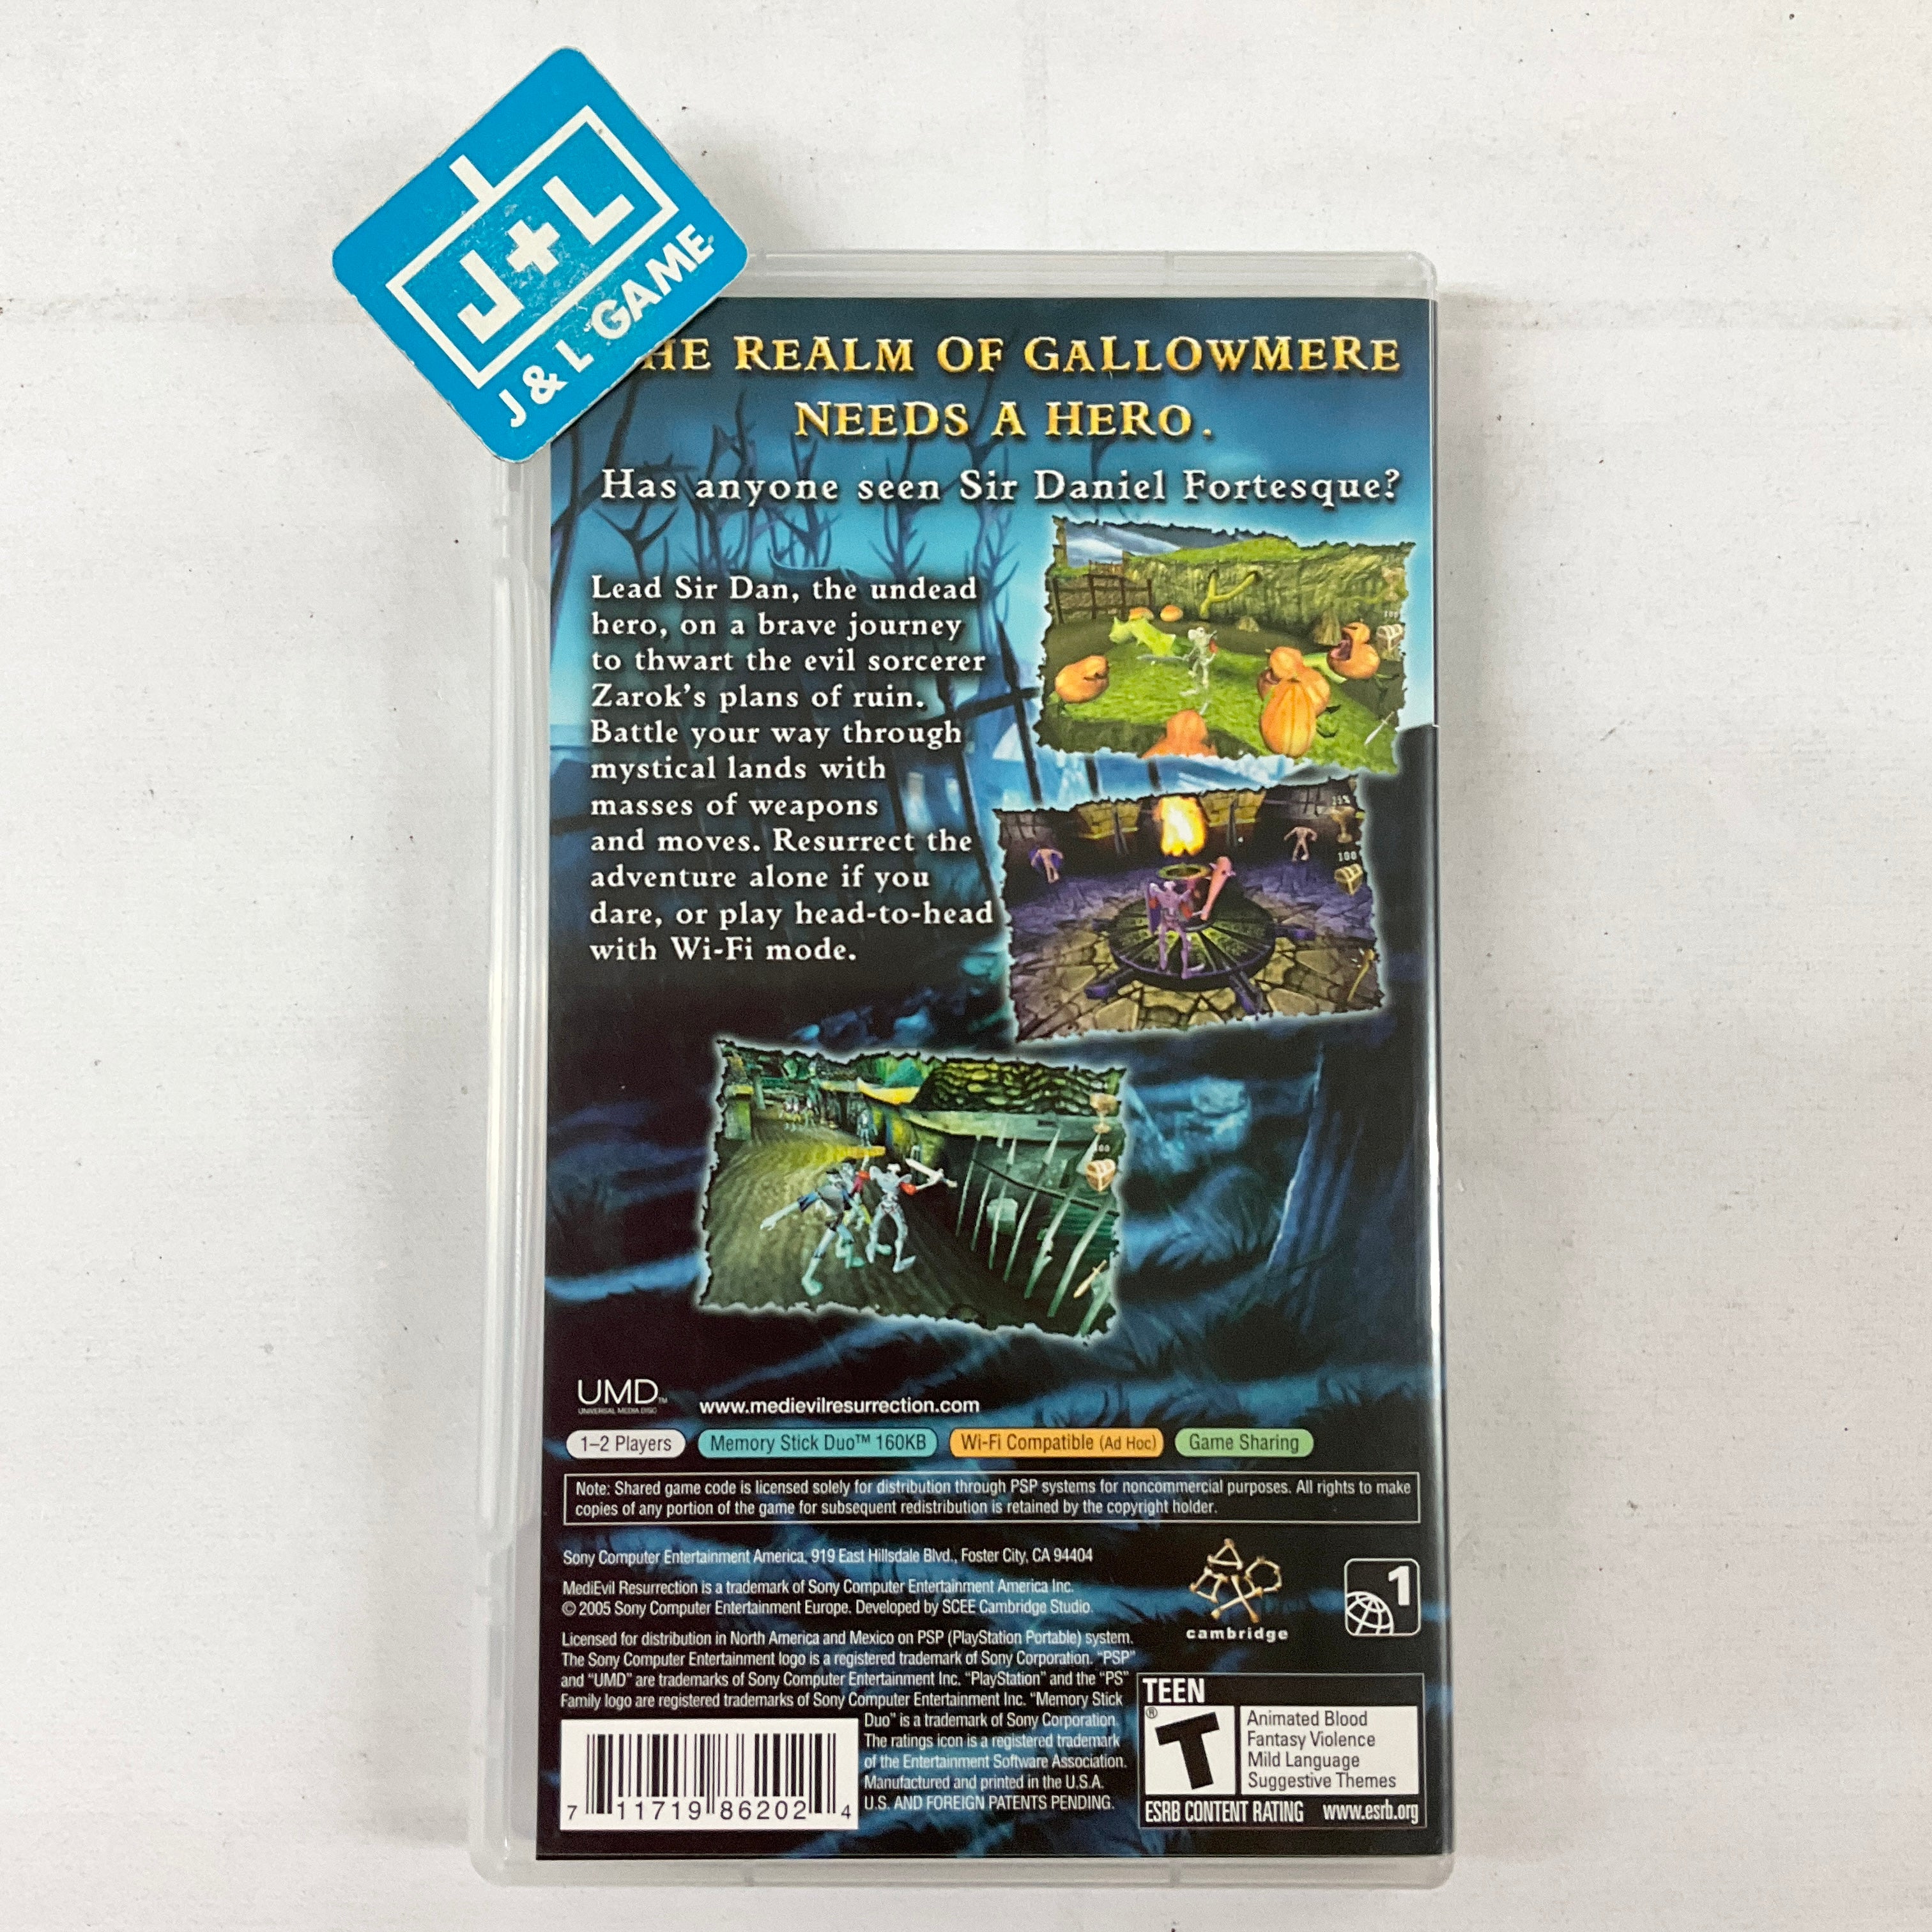 J+L
J & L GAME
HE REALM OF GALLOWMERE
NEEDS A HERO.
Has anyone seen Sir Daniel Fortesque?
Lead Sir Dan, the undead
hero, on a brave journey
to thwart the evil sorcerer
Zarok's plans of ruin.
Battle your way through
mystical lands with
masses of weapons
and moves. Resurrect the
adventure alone if you
dare, or play head-to-head
with Wi-Fi mode.
UMD™
UNIVERSAL MEDIA DISC
www.medievilresurrection.com
1–2 Players
Memory Stick Duo™ 160KB
Wi-Fi Compatible (Ad Hoc)
Game Sharing
Note: Shared game code is licensed solely for distribution through PSP systems for noncommercial purposes. All rights to make
copies of any portion of the game for subsequent redistribution is retained by the copyright holder.
Sony Computer Entertainment America, 919 East Hillsdale Blvd., Foster City, CA 94404
MediEvil Resurrection is a trademark of Sony Computer Entertainment America Inc.
© 2005 Sony Computer Entertainment Europe. Developed by SCEE Cambridge Studio.
cambridge
1
Licensed for distribution in North America and Mexico on PSP (PlayStation Portable) system.
The Sony Computer Entertainment logo is a registered trademark of Sony Corporation. "PSP"
and "UMD" are trademarks of Sony Computer Entertainment Inc. "PlayStation" and the "PS"
Family logo are registered trademarks of Sony Computer Entertainment Inc. "Memory Stick
Duo" is a trademark of Sony Corporation.
The ratings icon is a registered trademark
of the Entertainment Software Association.
Manufactured and printed in the U.S.A.
U.S. AND FOREIGN PATENTS PENDING.
7 11719 86202 4
TEEN
T
®
Animated Blood
Fantasy Violence
Mild Language
Suggestive Themes
ESRB CONTENT RATING www.esrb.org